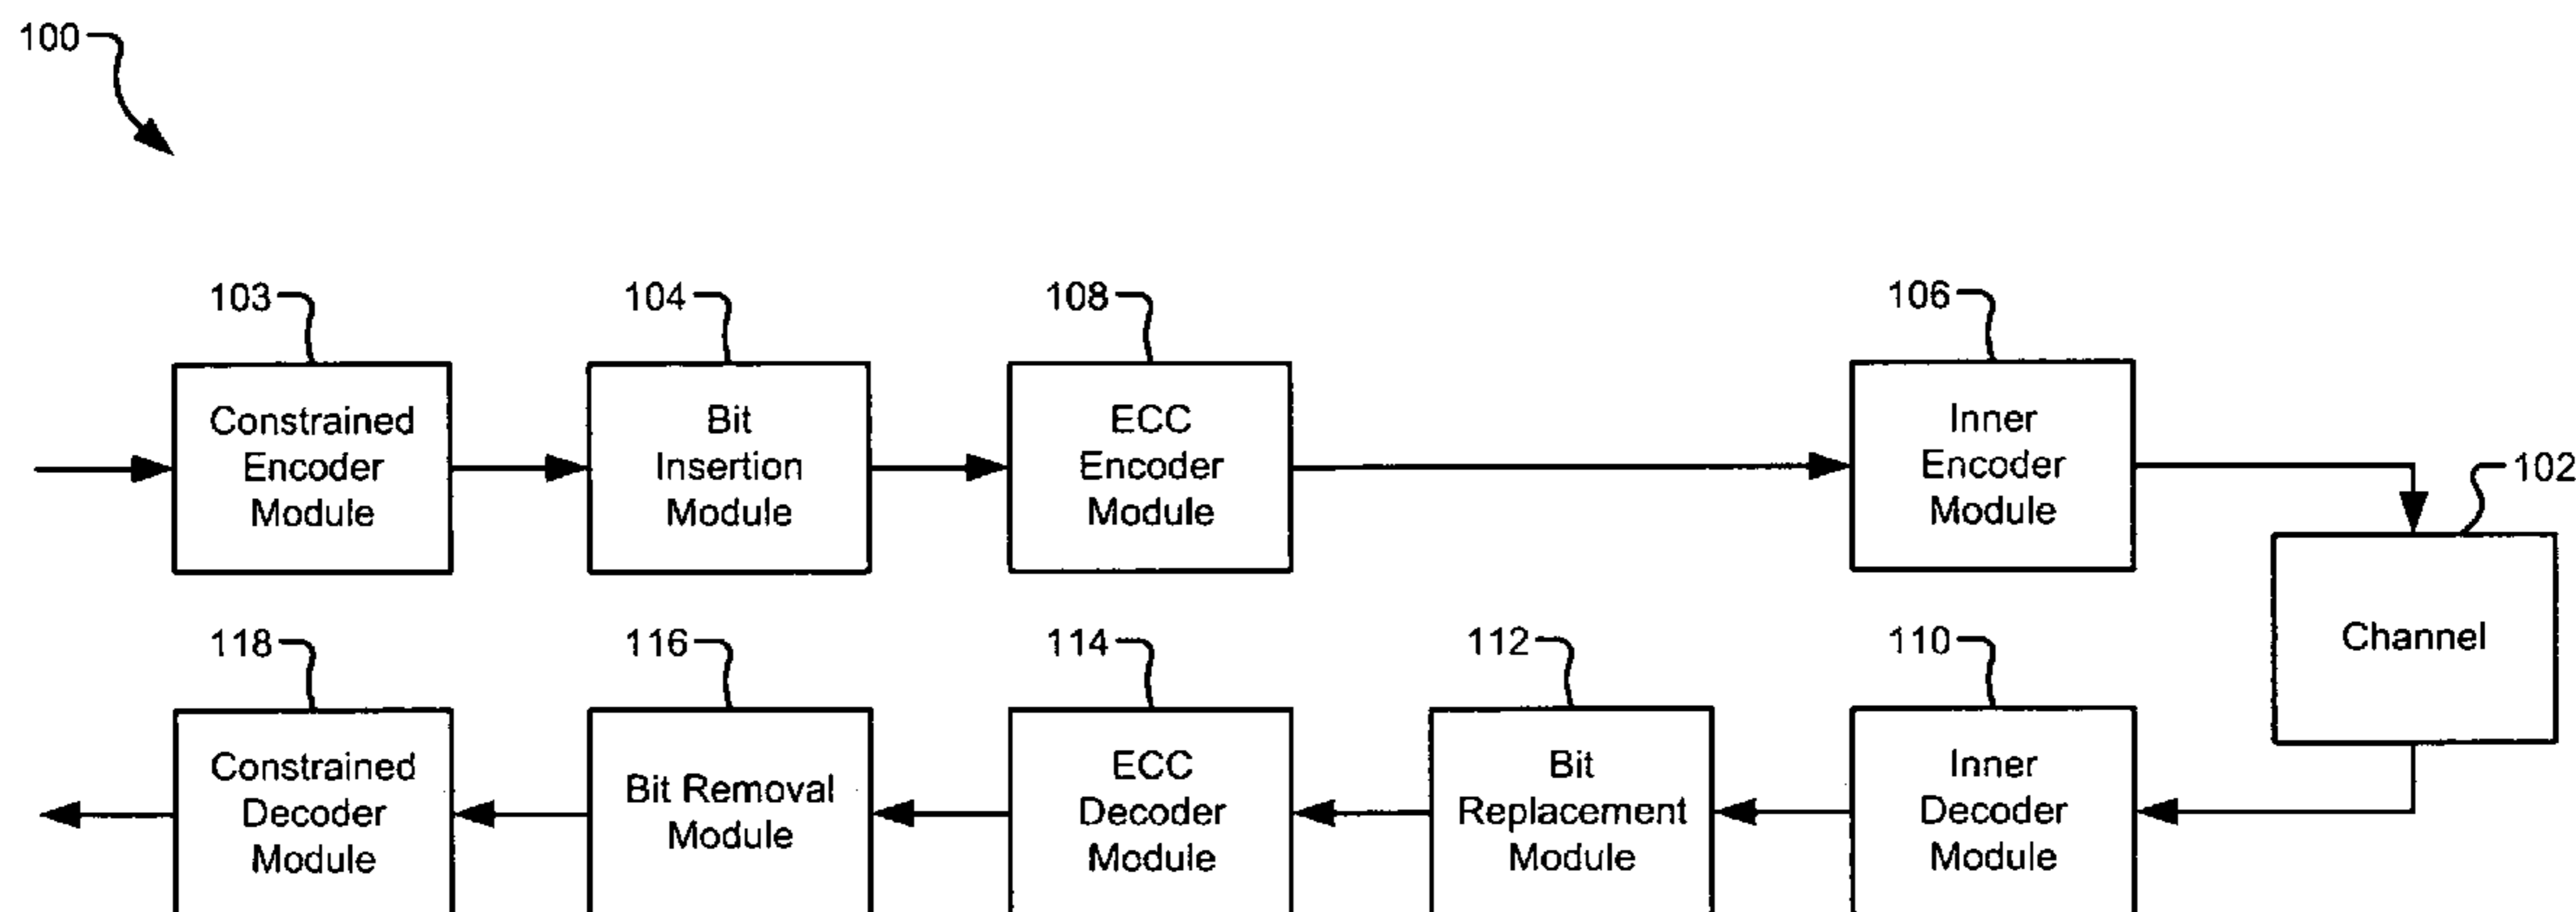 100
103
104
108
106
Constrained
Encoder
Module
Bit
Insertion
Module
ECC
Encoder
Module
Inner
Encoder
Module
102
Channel
118
116
114
112
110
Constrained
Decoder
Module
Bit Removal
Module
ECC
Decoder
Module
Bit
Replacement
Module
Inner
Decoder
Module